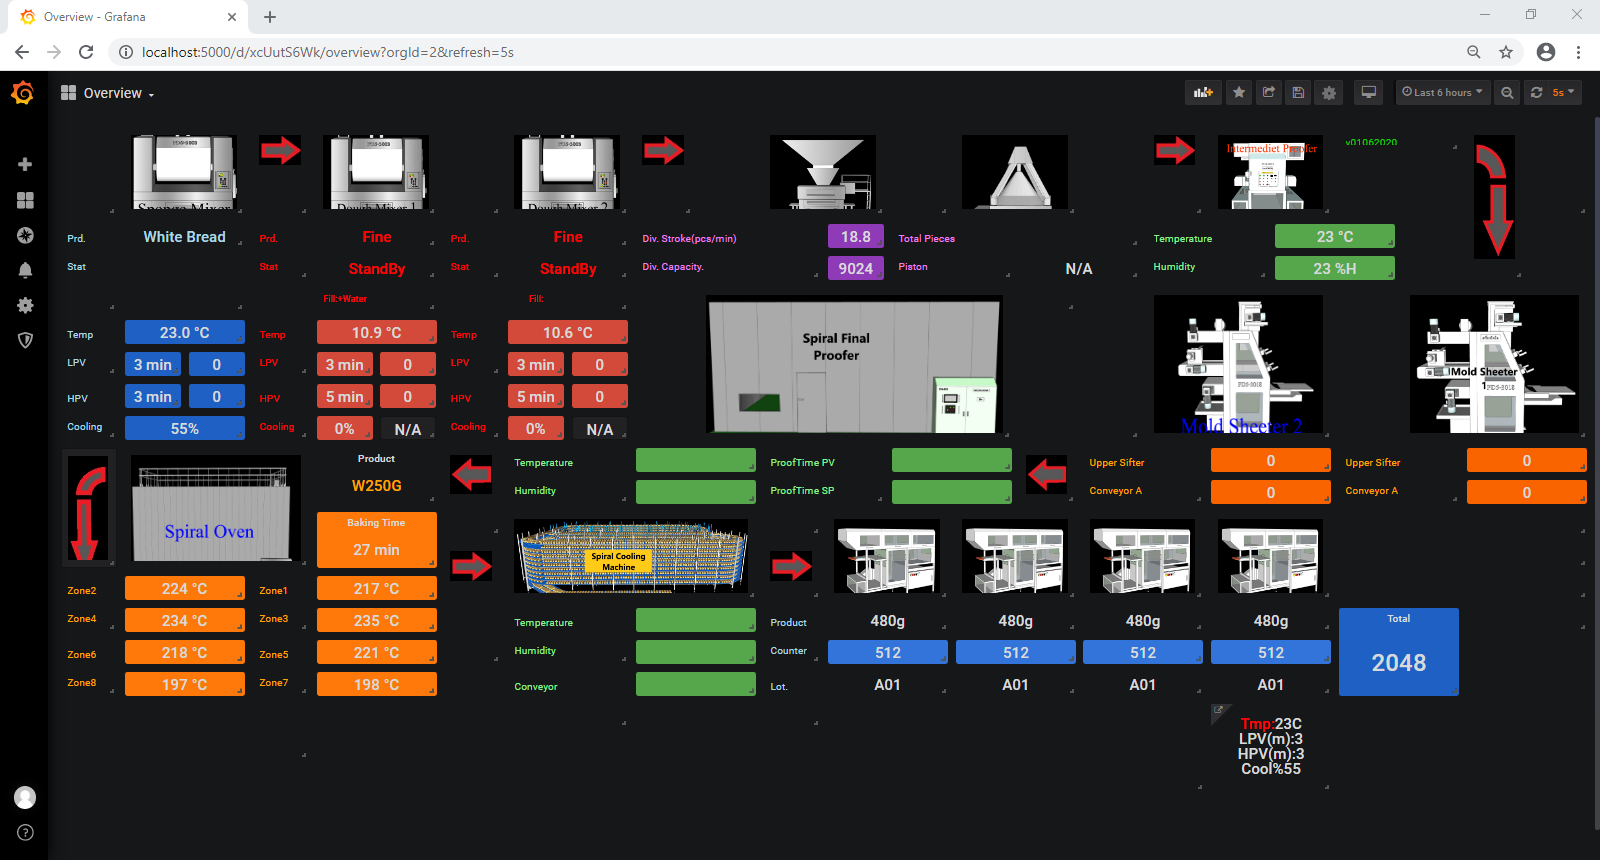 Overview - Grafana
localhost:5000/d/xcUutS6Wk/overview?orgId=2&refresh=5s
Overview
Last 6 hours
5s
PDS-500S
Sponge Mixer
Dough Mixer 1
Dough Mixer 2
Intermediet Proofer
v01062020
Prd. White Bread
Prd. Fine
Prd. Fine
Div. Stroke(pcs/min) 18.8
Total Pieces
Temperature 23 °C
Stat
Stat StandBy
Stat StandBy
Div. Capacity. 9024
Piston N/A
Humidity 23 %H
Fill:+Water
Fill:
Temp 23.0 °C
Temp 10.9 °C
Temp 10.6 °C
Spiral Final
Proofer
LPV 3 min 0
LPV 3 min 0
LPV 3 min 0
Mold Sheeter
1
HPV 3 min 0
HPV 5 min 0
HPV 5 min 0
Cooling 55%
Cooling 0% N/A
Cooling 0% N/A
Mold Sheeter 2
Product
W250G
Temperature
ProofTime PV
Upper Sifter 0
Upper Sifter 0
Humidity
ProofTime SP
Conveyor A 0
Conveyor A 0
Spiral Oven
Baking Time
27 min
Spiral Cooling
Machine
Zone2 224 °C
Zone1 217 °C
Zone4 234 °C
Zone3 235 °C
Temperature
Product 480g 480g 480g 480g
Total
2048
Zone6 218 °C
Zone5 221 °C
Humidity
Counter 512 512 512 512
Zone8 197 °C
Zone7 198 °C
Conveyor
Lot. A01 A01 A01 A01
Tmp:23C
LPV(m):3
HPV(m):3
Cool%55